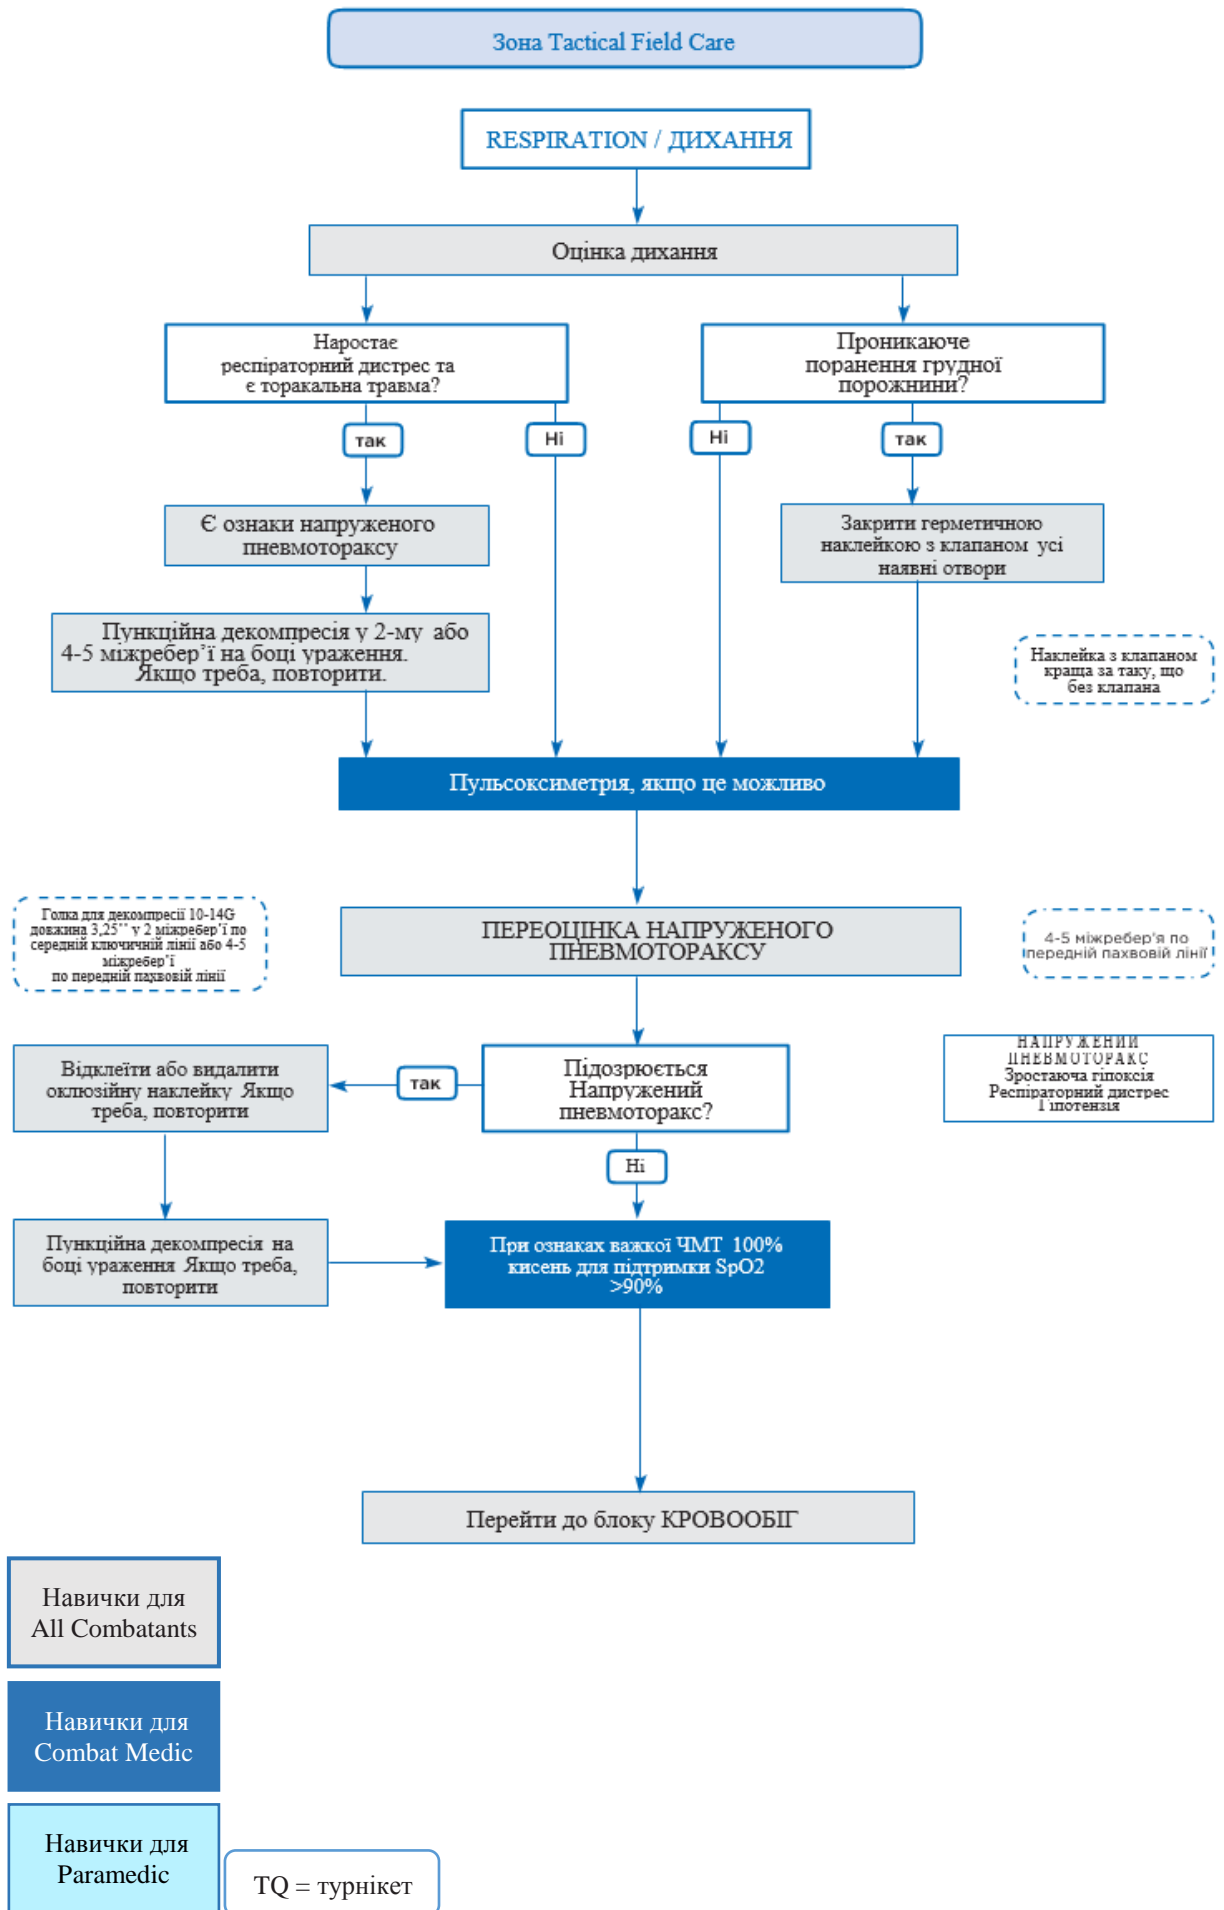 Зона Tactical Field Care
RESPIRATION / ДИХАННЯ
Оцінка дихання
Наростає
респіраторний дистрес та
є торакальна травма?
Проникаюче
поранення грудної
порожнини?
так
Ні
Ні
так
Є ознаки напруженого
пневмотораксу
Закрити герметичною
наклейкою з клапаном усі
наявні отвори
Пункційна декомпресія у 2-му або
4-5 міжребер’ї на боці ураження.
Якщо треба, повторити.
Наклейка з клапаном
краща за таку, що
без клапана
Пульсоксиметрія, якщо це можливо
Голка для декомпресії 10-14G
довжина 3,25’’ у 2 міжребер’ї по
середній ключичній лінії або 4-5
міжребер’ї
по передній пахвовій лінії
ПЕРЕОЦІНКА НАПРУЖЕНОГО
ПНЕВМОТОРАКСУ
4-5 міжребер'я по
передній пахвовій лінії
Відклеїти або видалити
оклюзійну наклейку Якщо
треба, повторити
так
Підозрюється
Напружений
пневмоторакс?
НАПРУЖЕНИЙ
ПНЕВМОТОРАКС
Зростаюча гіпоксія
Респіраторний дистрес
Гіпотензія
Ні
Пункційна декомпресія на
боці ураження Якщо треба,
повторити
При ознаках важкої ЧМТ 100%
кисень для підтримки SpO2
>90%
Перейти до блоку КРОВООБІГ
Навички для
All Combatants
Навички для
Combat Medic
Навички для
Paramedic
TQ = турнікет